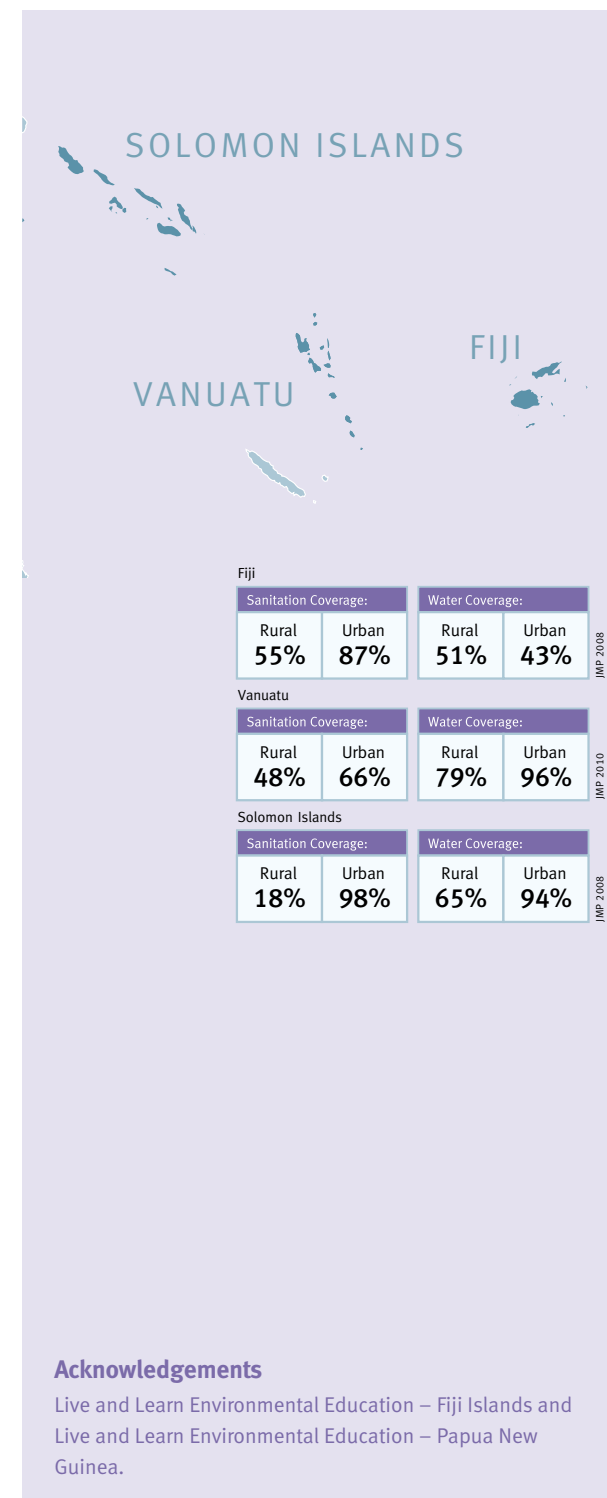 SOLOMON ISLANDS
FIJI
VANUATU
Fiji
Sanitation Coverage: Water Coverage:
Rural Urban Rural Urban
55% 87% 51% 43%
JMP 2008
Vanuatu
Sanitation Coverage: Water Coverage:
Rural Urban Rural Urban
48% 66% 79% 96%
JMP 2010
Solomon Islands
Sanitation Coverage: Water Coverage:
Rural Urban Rural Urban
18% 98% 65% 94%
JMP 2008
Acknowledgements
Live and Learn Environmental Education – Fiji Islands and
Live and Learn Environmental Education – Papua New
Guinea.